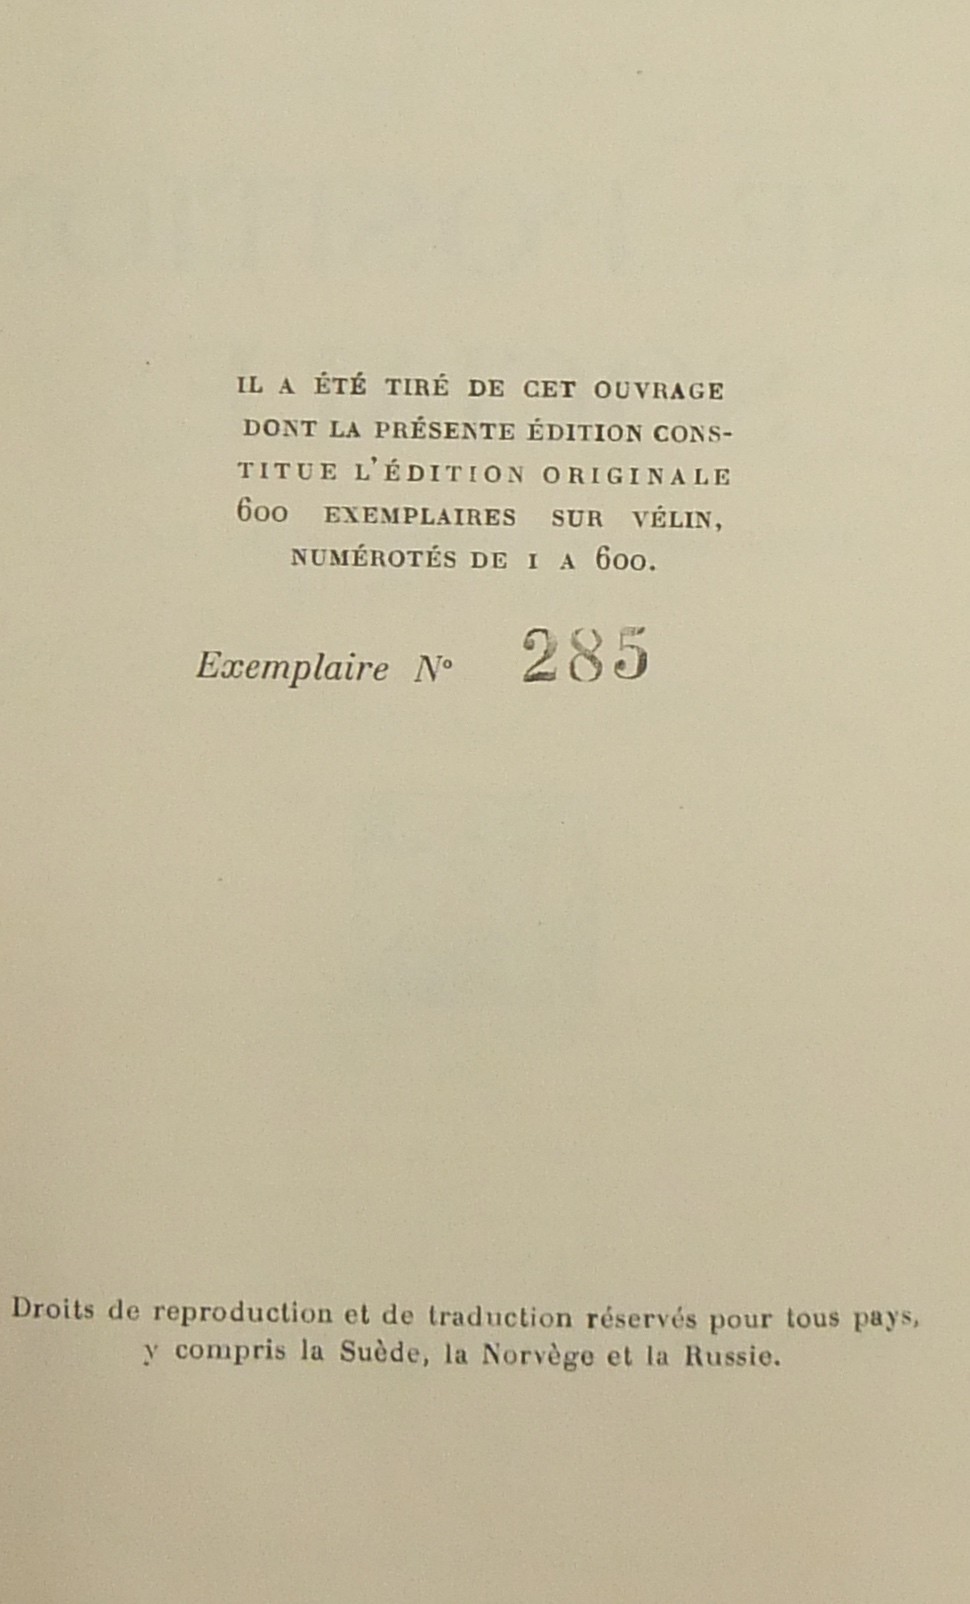 IL A ÉTÉ TIRÉ DE CET OUVRAGE
DONT LA PRÉSENTE ÉDITION CONS-
TITUE L'ÉDITION ORIGINALE
600 EXEMPLAIRES SUR VÉLIN,
NUMÉROTÉS DE I A 600.
Exemplaire N° 285
Droits de reproduction et de traduction réservés pour tous pays,
y compris la Suède, la Norvège et la Russie.